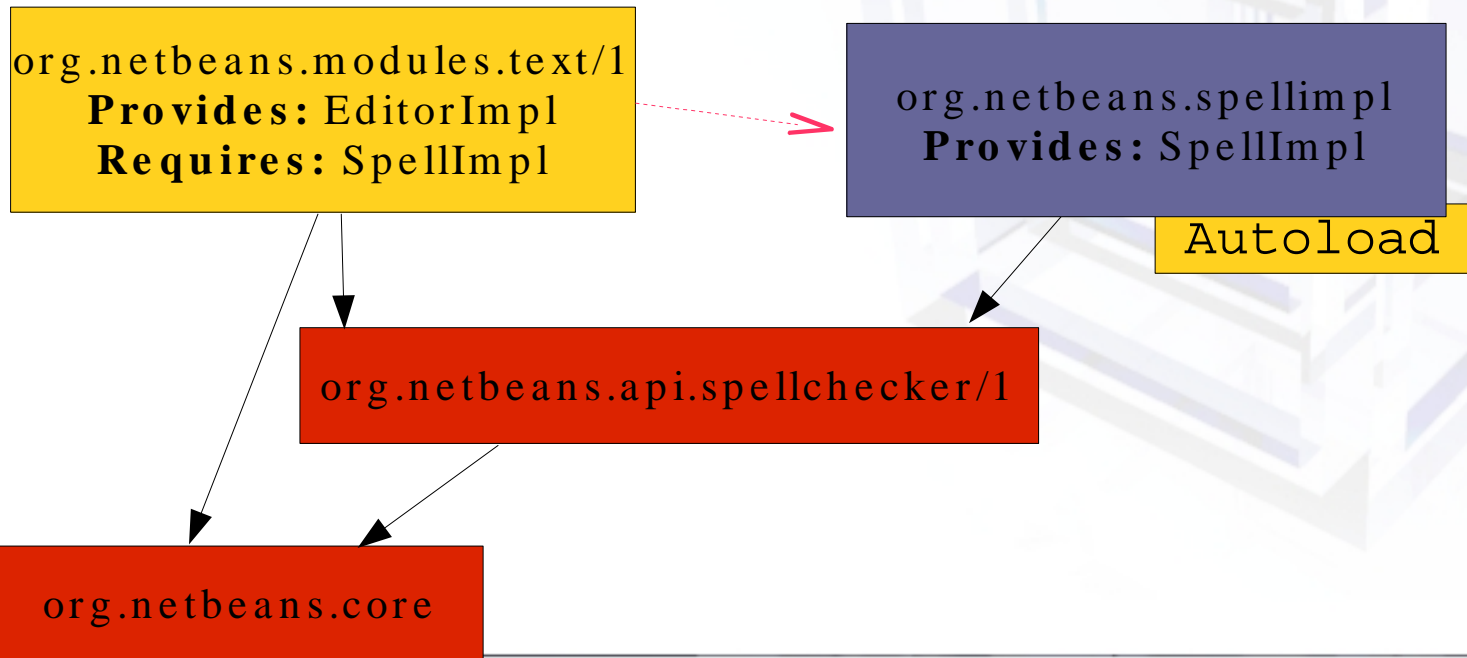 org.netbeans.modules.text/1
Provides: EditorImpl
Requires: SpellImpl
org.netbeans.spellimpl
Provides: SpellImpl
Autoload
org.netbeans.api.spellchecker/1
org.netbeans.core